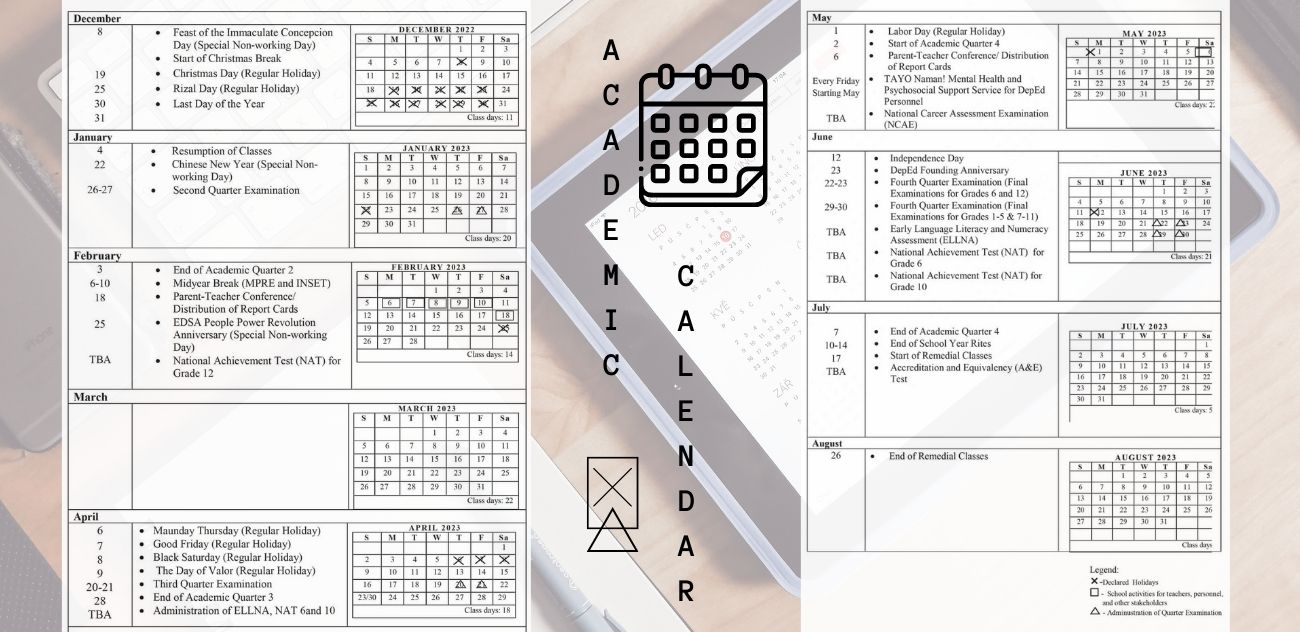 December
8
Feast of the Immaculate Concepcion
Day (Special Non-working Day)
Start of Christmas Break
19
Christmas Day (Regular Holiday)
25
Rizal Day (Regular Holiday)
30
Last Day of the Year
31
DECEMBER 2022
S M T W T F Sa
1 2 3
4 5 6 7 9 10
11 12 13 14 15 16 17
18 24
31
Class days: 11
January
4
Resumption of Classes
22
Chinese New Year (Special Non-
working Day)
26-27
Second Quarter Examination
JANUARY 2023
S M T W T F Sa
1 2 3 4 5 6 7
8 9 10 11 12 13 14
15 16 17 18 19 20 21
23 24 25 28
29 30 31
Class days: 20
February
3
End of Academic Quarter 2
6-10
Midyear Break (MPRE and INSET)
18
Parent-Teacher Conference/
Distribution of Report Cards
25
EDSA People Power Revolution
Anniversary (Special Non-working
Day)
TBA
National Achievement Test (NAT) for
Grade 12
FEBRUARY 2023
S M T W T F Sa
1 2 3 4
5 6 7 8 9 10 11
12 13 14 15 16 17 18
19 20 21 22 23 24
26 27 28
Class days: 14
March
MARCH 2023
S M T W T F Sa
1 2 3 4
5 6 7 8 9 10 11
12 13 14 15 16 17 18
19 20 21 22 23 24 25
26 27 28 29 30 31
Class days: 22
April
6
Maunday Thursday (Regular Holiday)
7
Good Friday (Regular Holiday)
8
Black Saturday (Regular Holiday)
9
The Day of Valor (Regular Holiday)
20-21
Third Quarter Examination
28
End of Academic Quarter 3
TBA
Administration of ELLNA, NAT 6and 10
APRIL 2023
S M T W T F Sa
1
2 3 4 5
9 10 11 12 13 14 15
16 17 18 19 22
23/30 24 25 26 27 28 29
Class days: 18
ACADEMIC
CALENDAR
May
1
Labor Day (Regular Holiday)
2
Start of Academic Quarter 4
6
Parent-Teacher Conference/ Distribution
of Report Cards
Every Friday
Starting May
TAYO Naman! Mental Health and
Psychosocial Support Service for DepEd
Personnel
TBA
National Career Assessment Examination
(NCAE)
MAY 2023
S M T W T F Sa
1 2 3 4 5
7 8 9 10 11 12 13
14 15 16 17 18 19 20
21 22 23 24 25 26 27
28 29 30 31
Class days:
June
12
Independence Day
23
DepEd Founding Anniversary
22-23
Fourth Quarter Examination (Final
Examinations for Grades 6 and 12)
29-30
Fourth Quarter Examination (Final
Examinations for Grades 1-5 & 7-11)
TBA
Early Language Literacy and Numeracy
Assessment (ELLNA)
TBA
National Achievement Test (NAT) for
Grade 6
TBA
National Achievement Test (NAT) for
Grade 10
JUNE 2023
S M T W T F Sa
1 2 3
4 5 6 7 8 9 10
11 12 13 14 15 16 17
18 19 20 21 22 23 24
25 26 27 28 29 30
Class days: 21
July
7
End of Academic Quarter 4
10-14
End of School Year Rites
17
Start of Remedial Classes
TBA
Accreditation and Equivalency (A&E)
Test
JULY 2023
S M T W T F Sa
1
2 3 4 5 6 7 8
9 10 11 12 13 14 15
16 17 18 19 20 21 22
23 24 25 26 27 28 29
30 31
Class days: 5
August
26
End of Remedial Classes
AUGUST 2023
S M T W T F Sa
1 2 3 4 5
6 7 8 9 10 11 12
13 14 15 16 17 18 19
20 21 22 23 24 25 26
27 28 29 30 31
Class days
Legend:
-Declared Holidays
- School activities for teachers, personnel,
and other stakeholders
- Administration of Quarter Examination